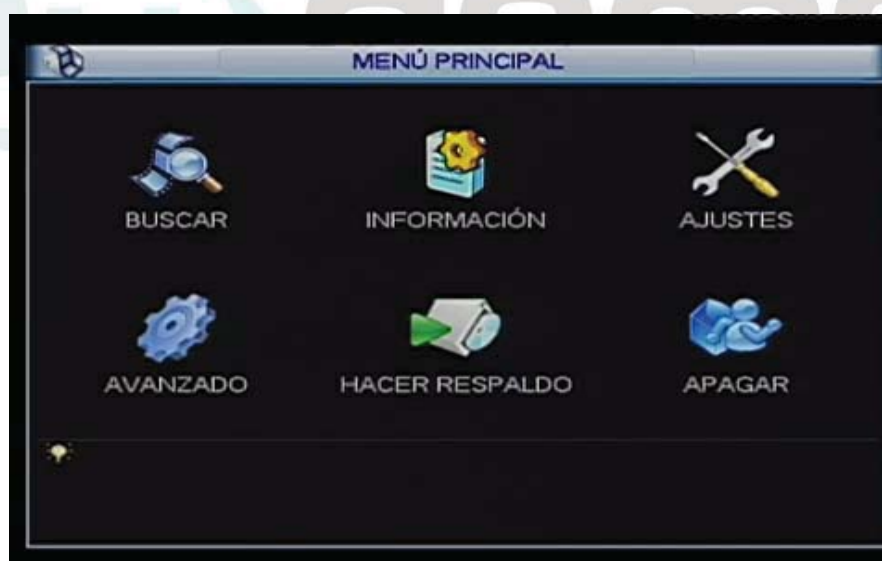 MENÚ PRINCIPAL
BUSCAR
INFORMACIÓN
AJUSTES
AVANZADO
HACER RESPALDO
APAGAR